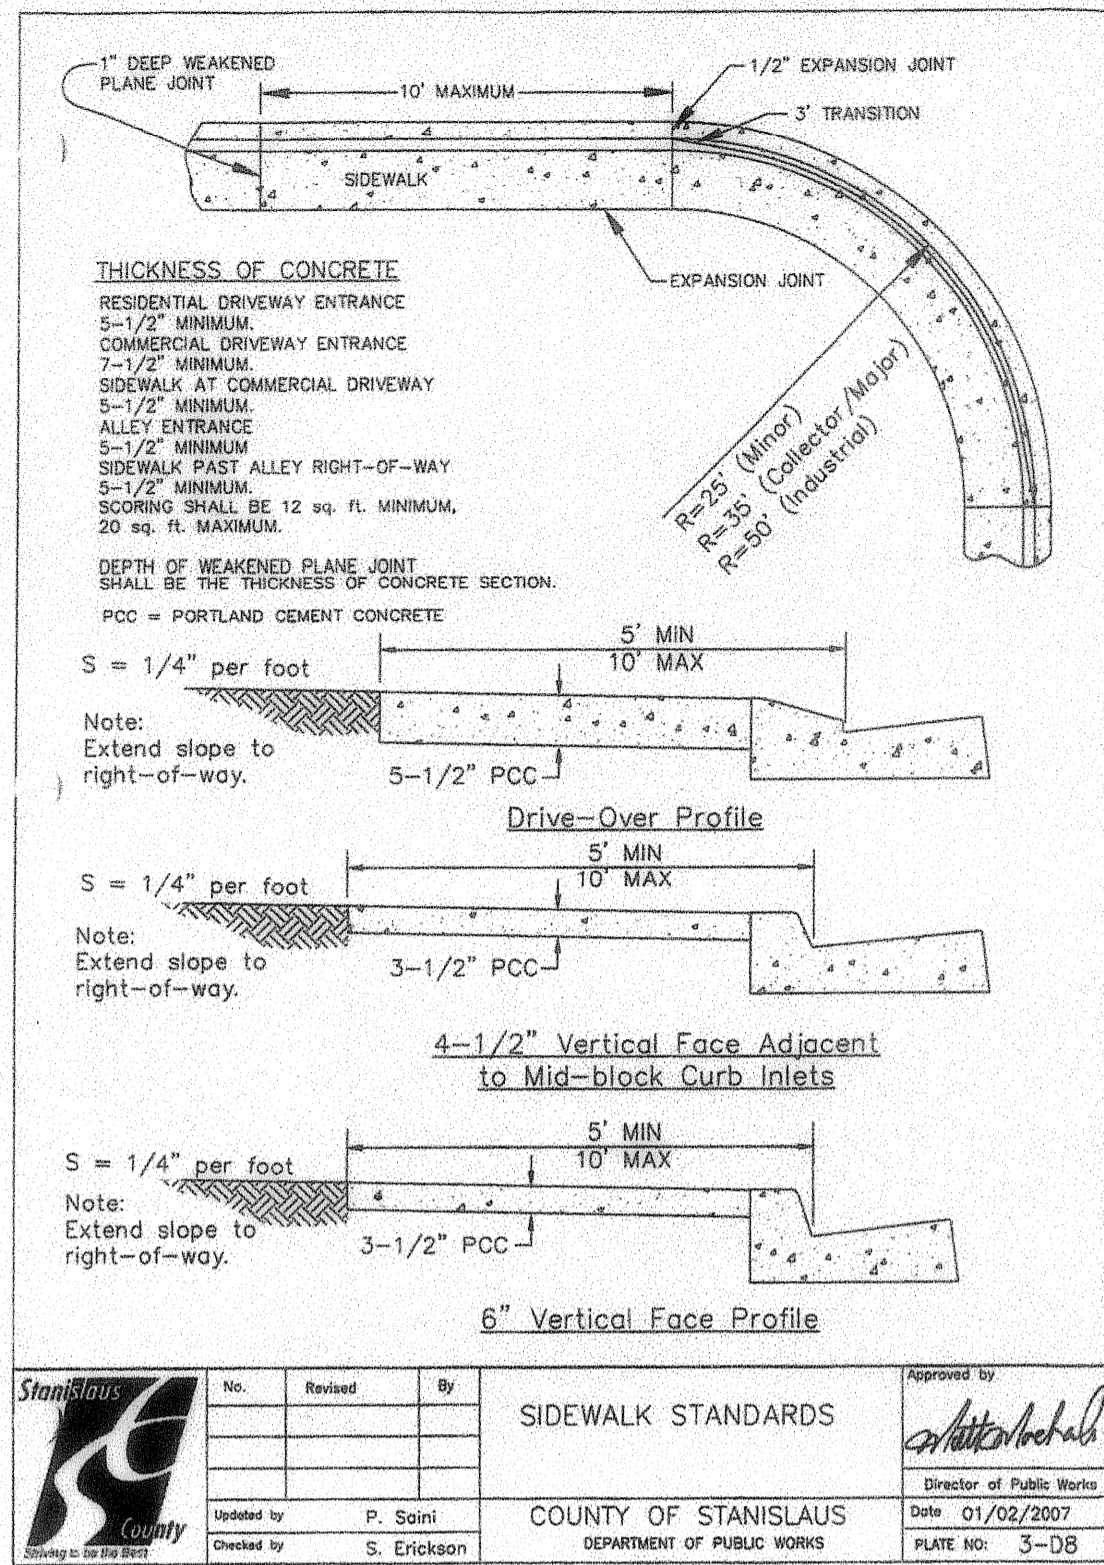 1" DEEP WEAKENED
PLANE JOINT
10' MAXIMUM
1/2" EXPANSION JOINT
3' TRANSITION
SIDEWALK
EXPANSION JOINT
THICKNESS OF CONCRETE
RESIDENTIAL DRIVEWAY ENTRANCE
5-1/2" MINIMUM.
COMMERCIAL DRIVEWAY ENTRANCE
7-1/2" MINIMUM.
SIDEWALK AT COMMERCIAL DRIVEWAY
5-1/2" MINIMUM.
ALLEY ENTRANCE
5-1/2" MINIMUM
SIDEWALK PAST ALLEY RIGHT-OF-WAY
5-1/2" MINIMUM.
SCORING SHALL BE 12 sq. ft. MINIMUM,
20 sq. ft. MAXIMUM.
DEPTH OF WEAKENED PLANE JOINT
SHALL BE THE THICKNESS OF CONCRETE SECTION.
PCC = PORTLAND CEMENT CONCRETE
R=25' (Minor)
R=35' (Collector/Major)
R=50' (Industrial)
S = 1/4" per foot
5' MIN
10' MAX
Note:
Extend slope to
right-of-way.
5-1/2" PCC
Drive-Over Profile
S = 1/4" per foot
5' MIN
10' MAX
Note:
Extend slope to
right-of-way.
3-1/2" PCC
4-1/2" Vertical Face Adjacent
to Mid-block Curb Inlets
S = 1/4" per foot
5' MIN
10' MAX
Note:
Extend slope to
right-of-way.
3-1/2" PCC
6" Vertical Face Profile
Stanislaus
County
Striving to be the Best
No. Revised By
Updated by P. Saini
Checked by S. Erickson
SIDEWALK STANDARDS
COUNTY OF STANISLAUS
DEPARTMENT OF PUBLIC WORKS
Approved by
Director of Public Works
Date 01/02/2007
PLATE NO: 3-D8